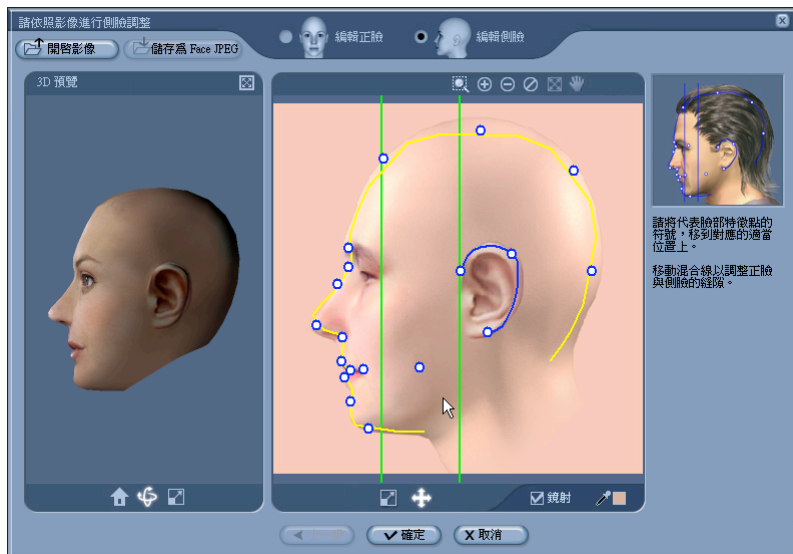 請依照影像進行側臉調整
開啓影像
儲存爲 Face JPEG
編輯正臉
編輯側臉
3D 預覽
請將代表臉部特徵點的
符號，移到對應的適當
位置上。
移動混合線以調整正臉
與側臉的縫隙。
鏡射
確定
X 取消